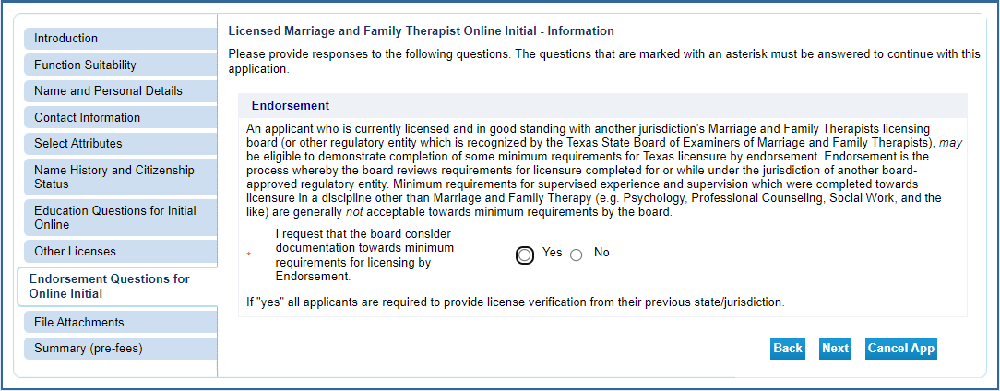 Introduction
Function Suitability
Name and Personal Details
Contact Information
Select Attributes
Name History and Citizenship
Status
Education Questions for Initial
Online
Other Licenses
Endorsement Questions for
Online Initial
File Attachments
Summary (pre-fees)
Licensed Marriage and Family Therapist Online Initial - Information
Please provide responses to the following questions. The questions that are marked with an asterisk must be answered to continue with this
application.
Endorsement
An applicant who is currently licensed and in good standing with another jurisdiction's Marriage and Family Therapists licensing
board (or other regulatory entity which is recognized by the Texas State Board of Examiners of Marriage and Family Therapists), may
be eligible to demonstrate completion of some minimum requirements for Texas licensure by endorsement. Endorsement is the
process whereby the board reviews requirements for licensure completed for or while under the jurisdiction of another board-
approved regulatory entity. Minimum requirements for supervised experience and supervision which were completed towards
licensure in a discipline other than Marriage and Family Therapy (e.g. Psychology, Professional Counseling, Social Work, and the
like) are generally not acceptable towards minimum requirements by the board.
I request that the board consider
documentation towards minimum
* requirements for licensing by
Endorsement.
Yes No
If "yes" all applicants are required to provide license verification from their previous state/jurisdiction.
Back Next Cancel App